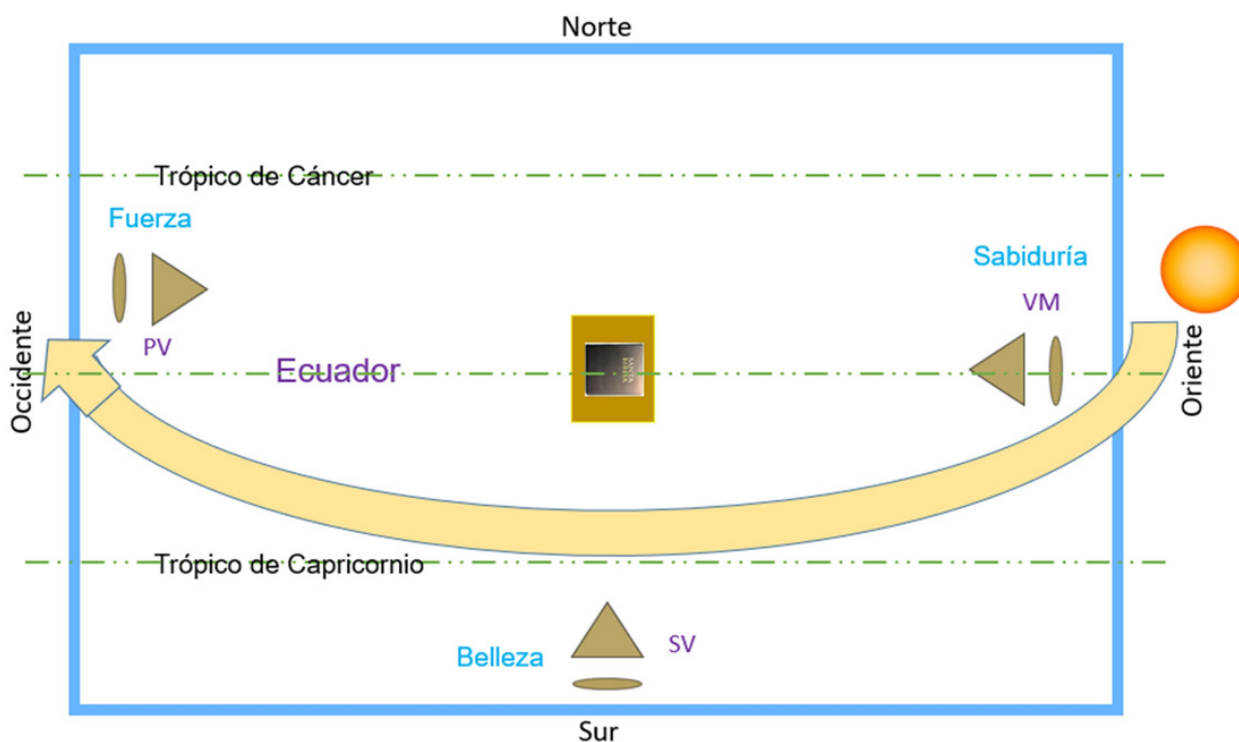 Norte
Trópico de Cáncer
Fuerza
Sabiduría
VM
PV
Occidente
Ecuador
Oriente
Trópico de Capricornio
Belleza
SV
Sur